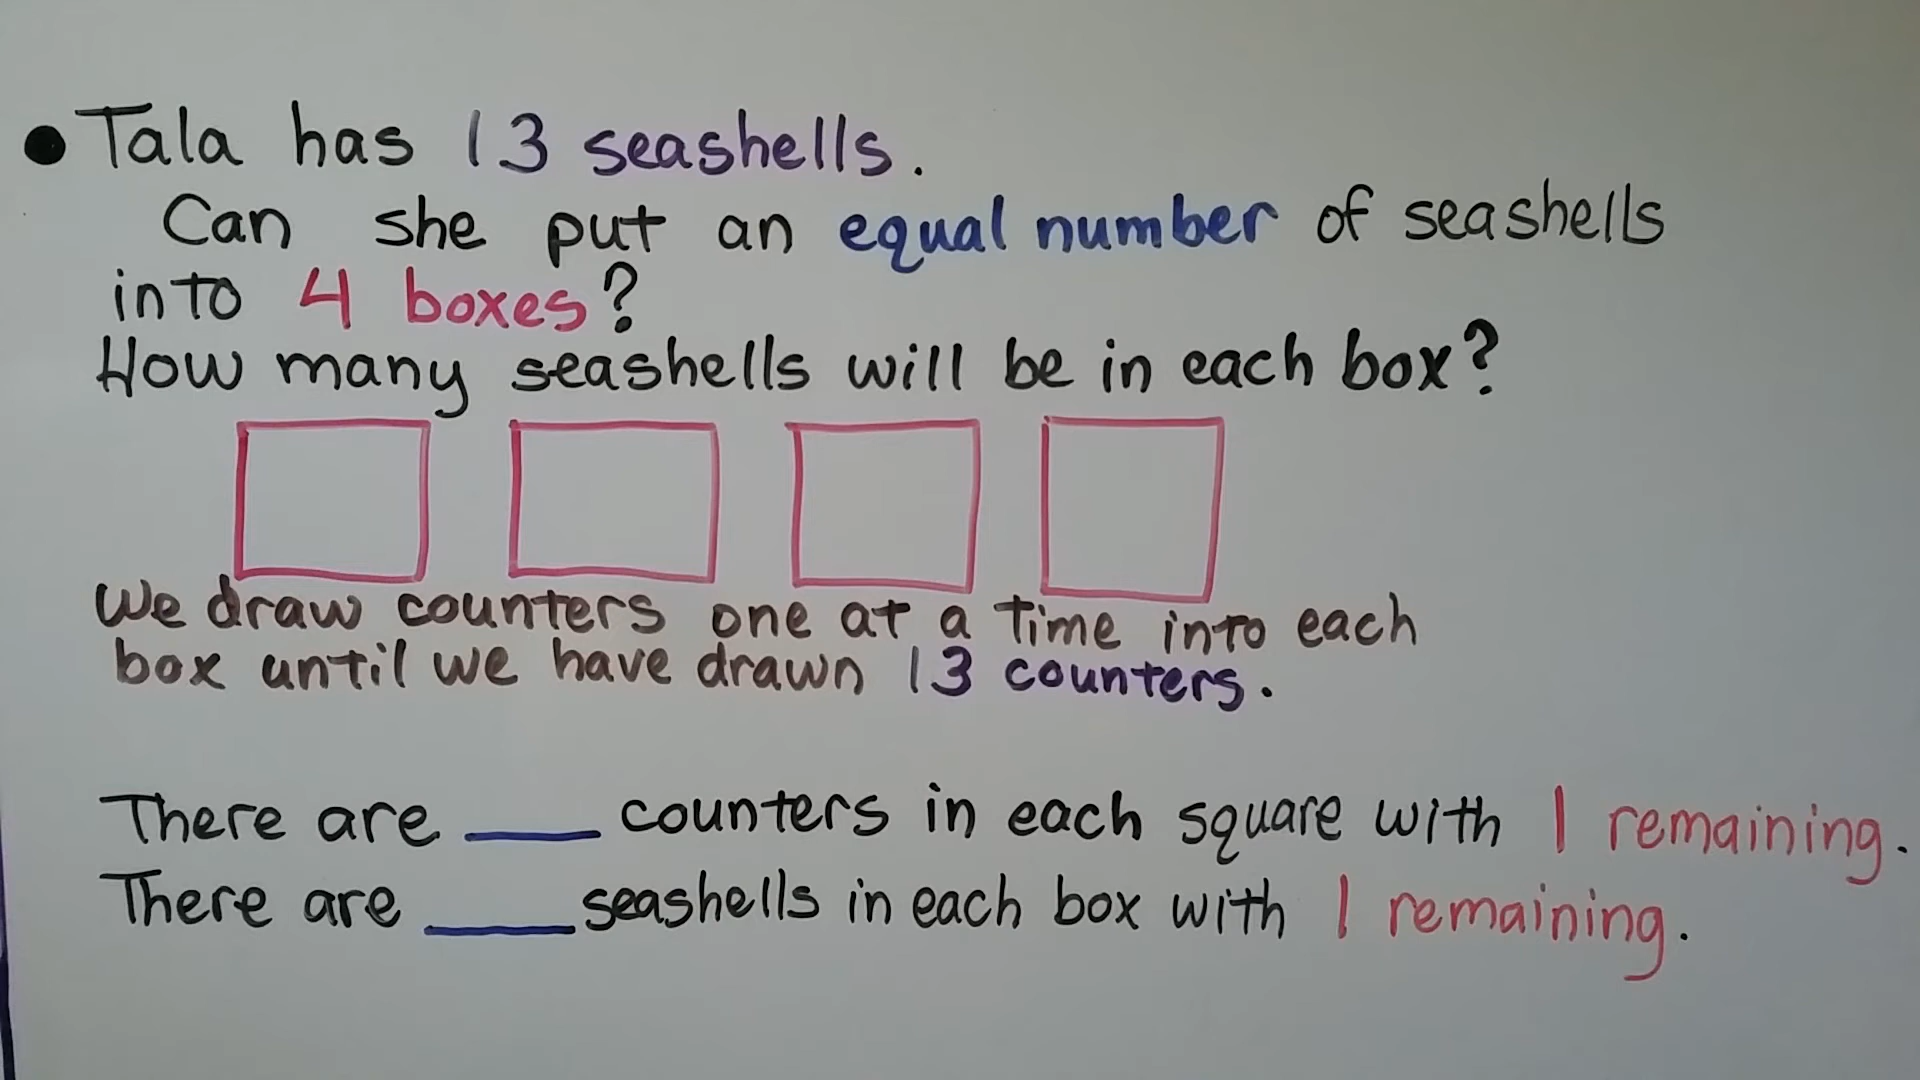 • Tala has 13 seashells.
Can she put an equal number of seashells
into 4 boxes?
How many seashells will be in each box?
We draw counters one at a time into each
box until we have drawn 13 counters.
There are ___ counters in each square with 1 remaining.
There are ___ seashells in each box with 1 remaining.